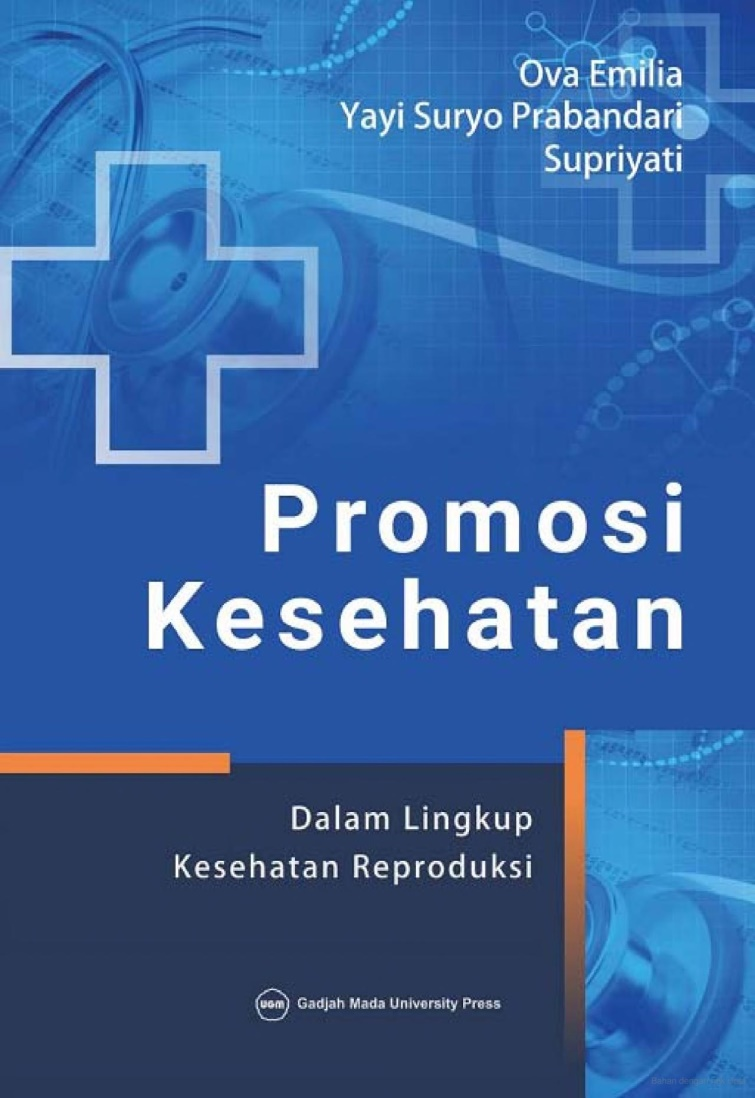 Ova Emilia
Yayi Suryo Prabandari
Supriyati
Promosi
Kesehatan
Dalam Lingkup
Kesehatan Reproduksi
UGM Gadjah Mada University Press